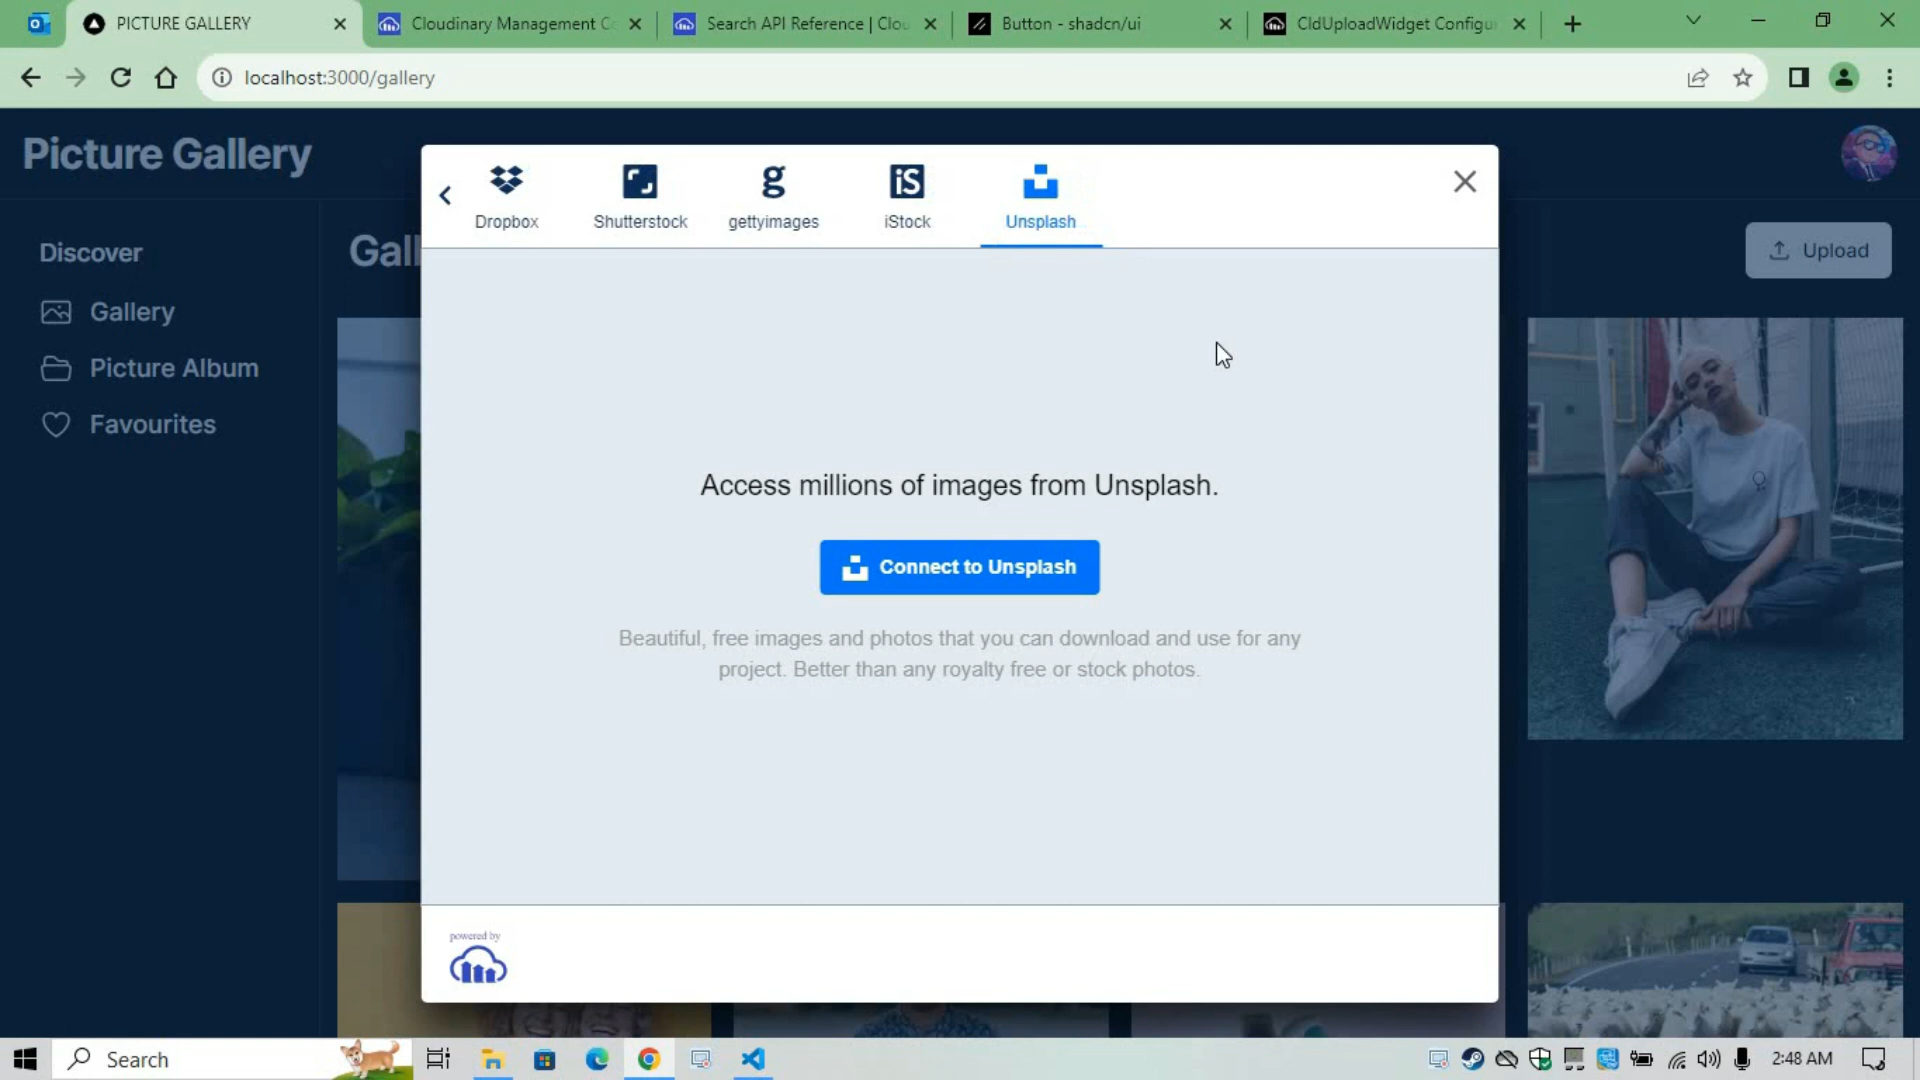 PICTURE GALLERY
Cloudinary Management Co
Search API Reference | Clou
Button - shadcn/ui
CldUploadWidget Configu
localhost:3000/gallery
Picture Gallery
Dropbox
Shutterstock
gettyimages
iStock
Unsplash
Discover
Gall
Upload
Gallery
Picture Album
Favourites
Access millions of images from Unsplash.
Connect to Unsplash
Beautiful, free images and photos that you can download and use for any
project. Better than any royalty free or stock photos.
powered by
Search
2:48 AM